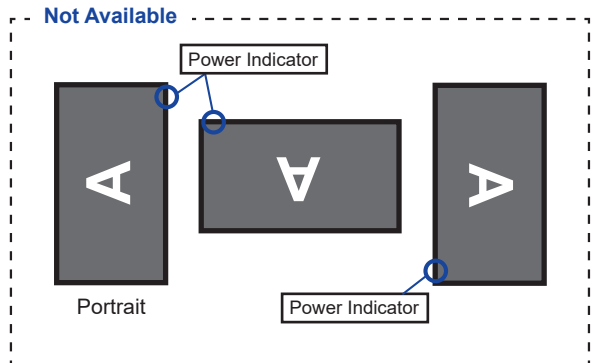 Not Available
Power Indicator
A
A
A
Portrait
Power Indicator